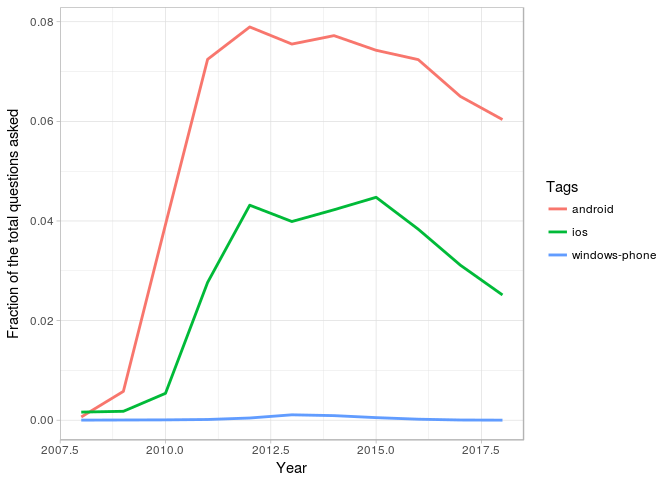 Fraction of the total questions asked
0.08
0.06
0.04
0.02
0.00
2007.5 2010.0 2012.5 2015.0 2017.5
Year
Tags
android
ios
windows-phone